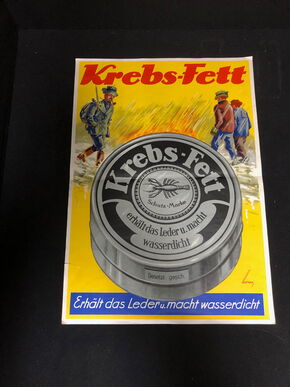 Krebs-Fett
Krebs-Fett
Schutz-Marke
erhält das Leder u. macht
wasserdicht
Gesetzl. gesch.
Erhält das Leder u. macht wasserdicht